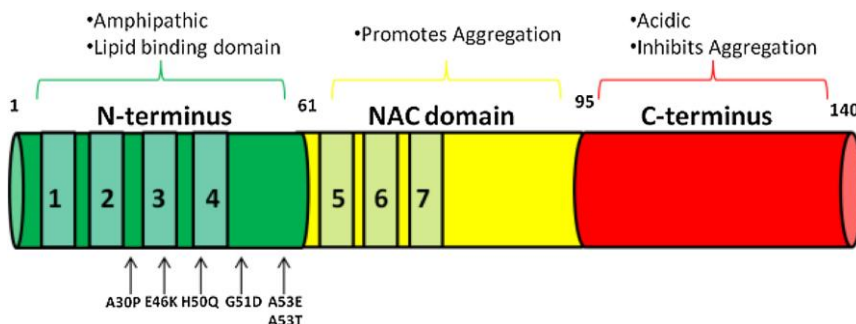 •Amphipathic
•Lipid binding domain
•Promotes Aggregation
•Acidic
•Inhibits Aggregation
1
N-terminus
61
NAC domain
95
C-terminus
140
1
2
3
4
5
6
7
A30P
E46K
H50Q
G51D
A53E
A53T